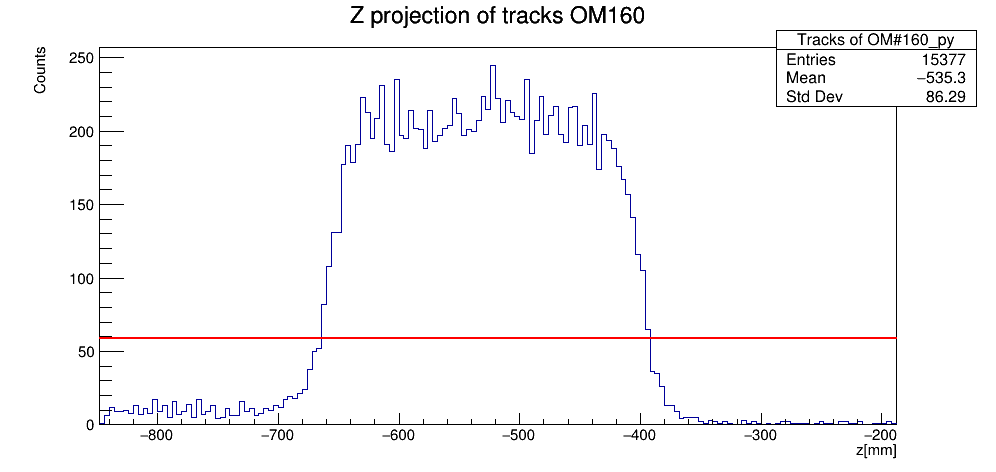 Z projection of tracks OM160
Tracks of OM#160_py
Entries 15377
Mean −535.3
Std Dev 86.29
Counts
250
200
150
100
50
0
−800 −700 −600 −500 −400 −300 −200
z[mm]